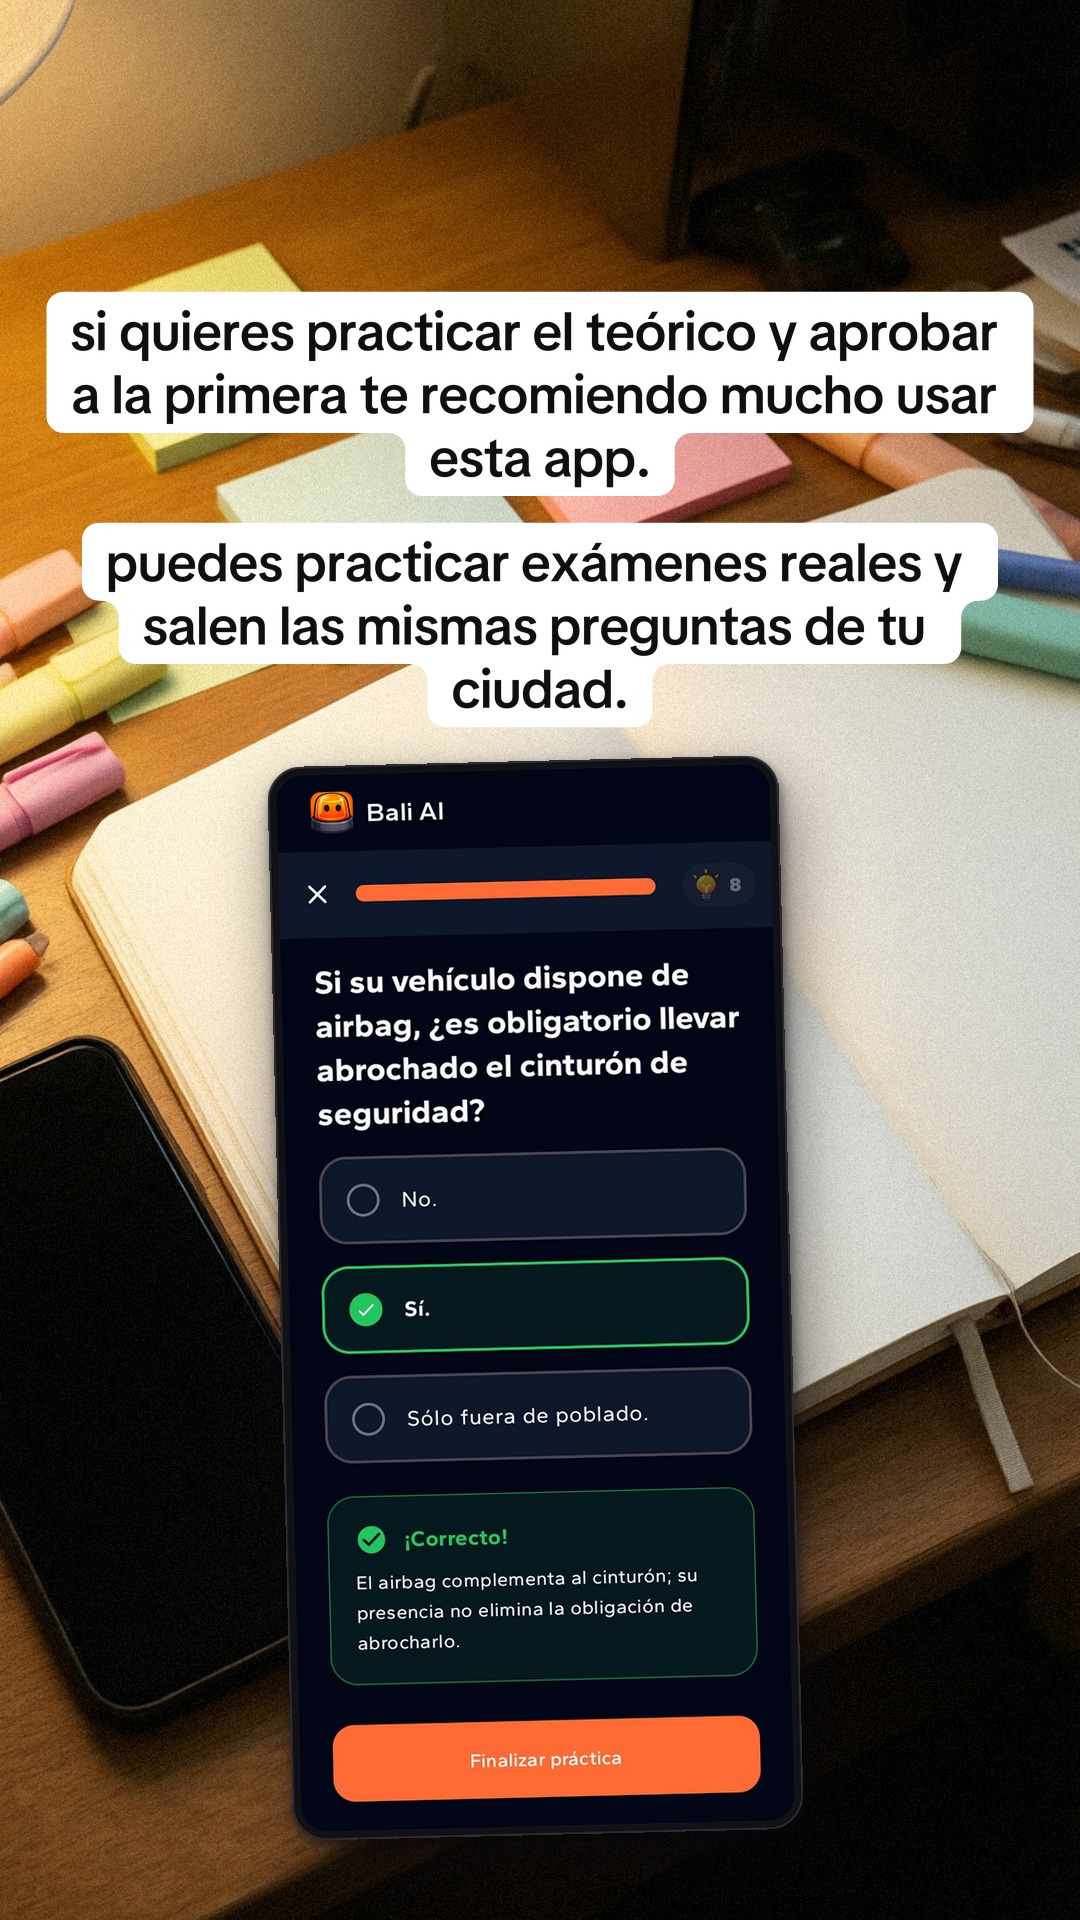 si quieres practicar el teórico y aprobar
a la primera te recomiendo mucho usar
esta app.
puedes practicar exámenes reales y
salen las mismas preguntas de tu
ciudad.
Bali AI
8
Si su vehículo dispone de
airbag, ¿es obligatorio llevar
abrochado el cinturón de
seguridad?
No.
Sí.
Sólo fuera de poblado.
¡Correcto!
El airbag complementa al cinturón; su
presencia no elimina la obligación de
abrocharlo.
Finalizar práctica